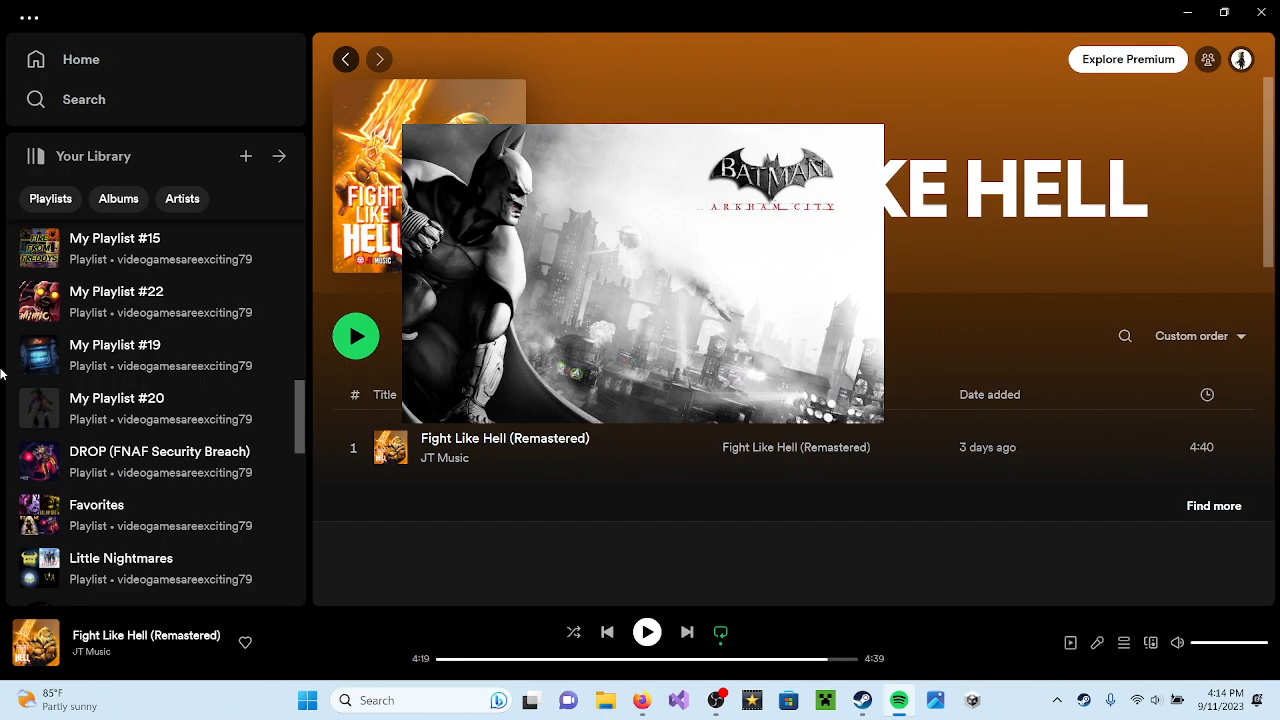 Home
Search
Your Library
Playlists
Albums
Artists
My Playlist #15
Playlist • videogamesareexciting79
My Playlist #22
Playlist • videogamesareexciting79
My Playlist #19
Playlist • videogamesareexciting79
My Playlist #20
Playlist • videogamesareexciting79
DROP (FNAF Security Breach)
Playlist • videogamesareexciting79
Favorites
Playlist • videogamesareexciting79
Little Nightmares
Playlist • videogamesareexciting79
Explore Premium
FIGHT
LIKE
HELL
JT MUSIC
BATMAN
ARKHAM CITY
KE HELL
Custom order
# Title Date added
1 Fight Like Hell (Remastered) Fight Like Hell (Remastered) 3 days ago 4:40
JT Music
Find more
Fight Like Hell (Remastered)
JT Music
4:19 4:39
85°F
Partly sunny
Search
4:14 PM
9/11/2023